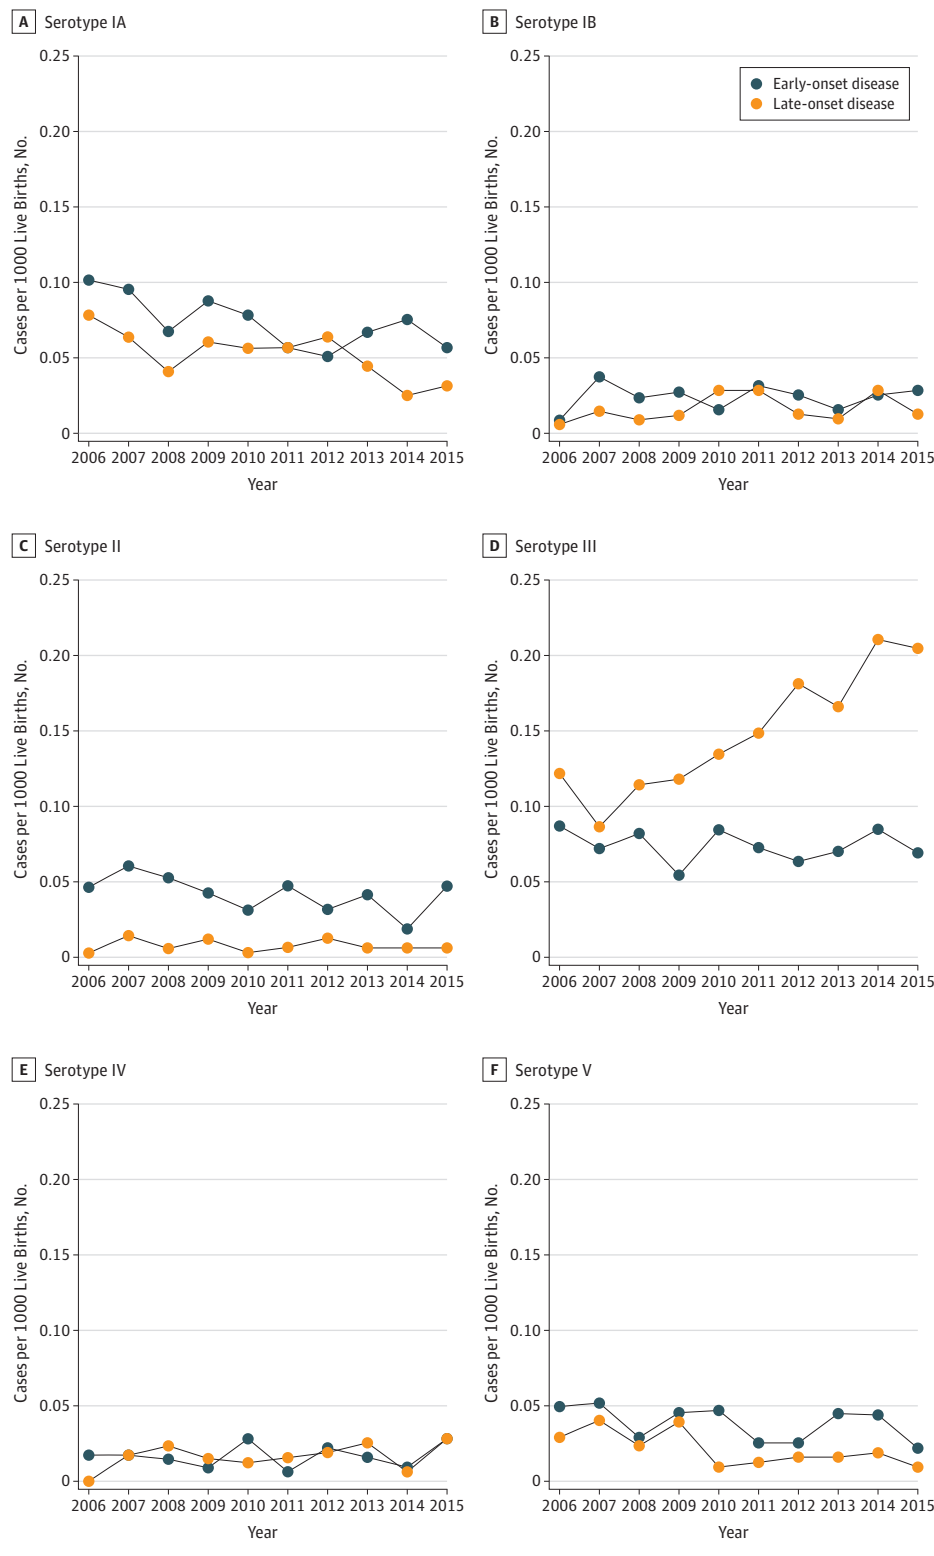 A Serotype IA
Cases per 1000 Live Births, No.
0.25
0.20
0.15
0.10
0.05
0
2006 2007 2008 2009 2010 2011 2012 2013 2014 2015
Year
B Serotype IB
Cases per 1000 Live Births, No.
0.25
0.20
0.15
0.10
0.05
0
Early-onset disease
Late-onset disease
2006 2007 2008 2009 2010 2011 2012 2013 2014 2015
Year
C Serotype II
Cases per 1000 Live Births, No.
0.25
0.20
0.15
0.10
0.05
0
2006 2007 2008 2009 2010 2011 2012 2013 2014 2015
Year
D Serotype III
Cases per 1000 Live Births, No.
0.25
0.20
0.15
0.10
0.05
0
2006 2007 2008 2009 2010 2011 2012 2013 2014 2015
Year
E Serotype IV
Cases per 1000 Live Births, No.
0.25
0.20
0.15
0.10
0.05
0
2006 2007 2008 2009 2010 2011 2012 2013 2014 2015
Year
F Serotype V
Cases per 1000 Live Births, No.
0.25
0.20
0.15
0.10
0.05
0
2006 2007 2008 2009 2010 2011 2012 2013 2014 2015
Year